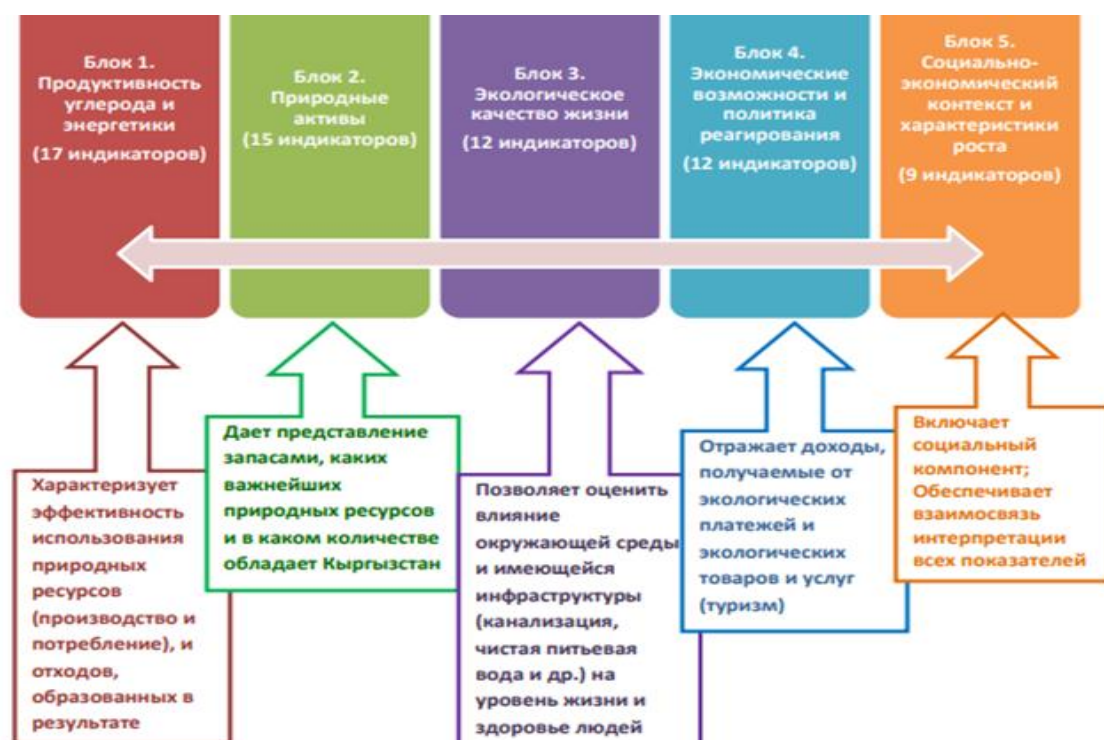 Блок 1.
Продуктивность
углерода и
энергетики
(17 индикаторов)
Блок 2.
Природные
активы
(15 индикаторов)
Блок 3.
Экологическое
качество жизни
(12 индикаторов)
Блок 4.
Экономические
возможности и
политика
реагирования
(12 индикаторов)
Блок 5.
Социально-
экономический
контекст и
характеристики
роста
(9 индикаторов)
Характеризует
эффективность
использования
природных
ресурсов
(производство и
потребление), и
отходов,
образованных в
результате
Дает представление
запасами, каких
важнейших
природных ресурсов
и в каком количестве
обладает Кыргызстан
Позволяет оценить
влияние
окружающей среды
и имеющейся
инфраструктуры
(канализация,
чистая питьевая
вода и др.) на
уровень жизни и
здоровье людей
Отражает доходы,
получаемые от
экологических
платежей и
экологических
товаров и услуг
(туризм)
Включает
социальный
компонент;
Обеспечивает
взаимосвязь
интерпретации
всех показателей